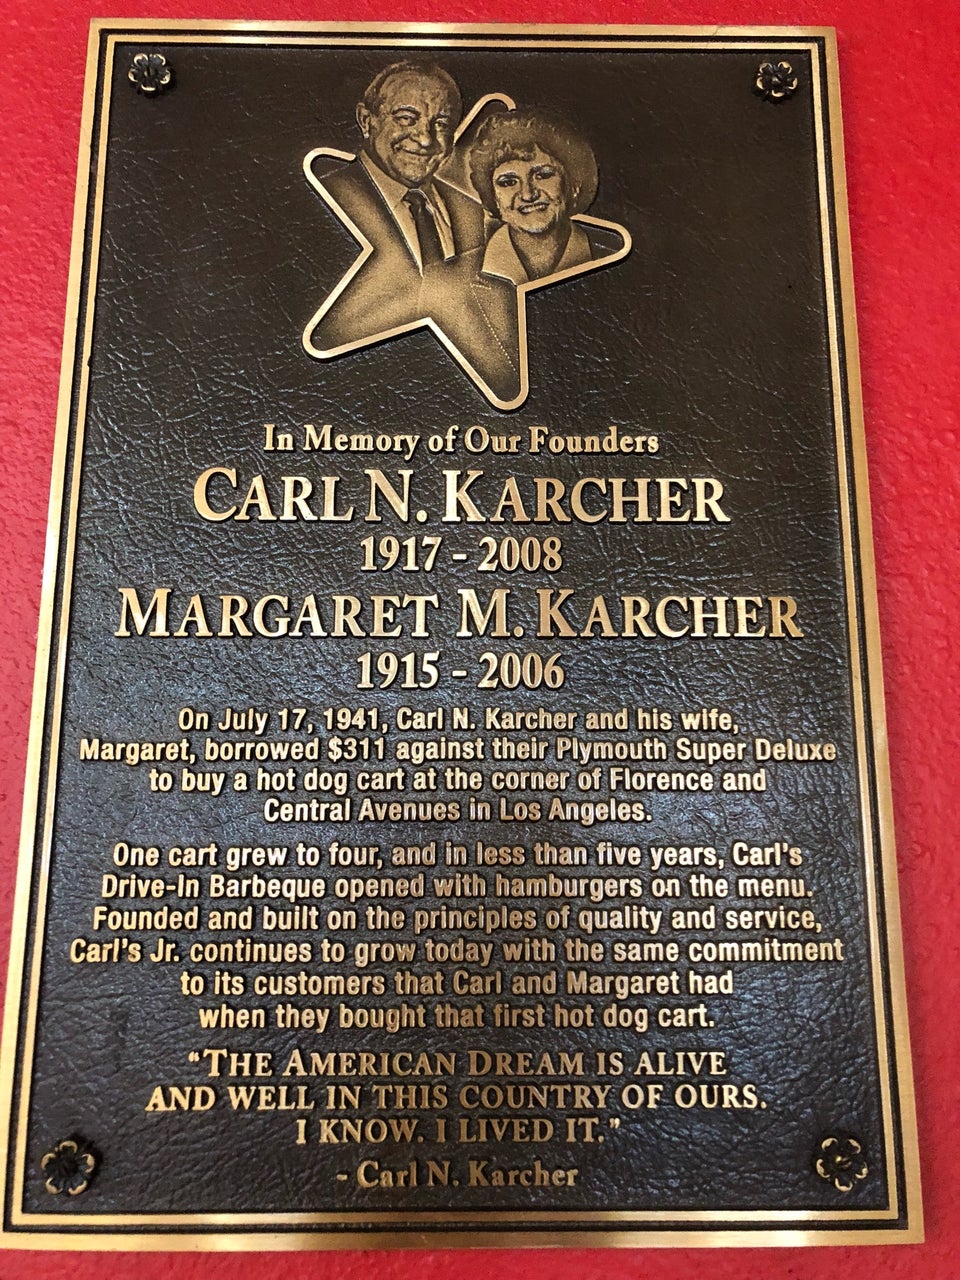 In Memory of Our Founders
CARL N. KARCHER
1917 - 2008
MARGARET M. KARCHER
1915 - 2006
On July 17, 1941, Carl N. Karcher and his wife,
Margaret, borrowed $311 against their Plymouth Super Deluxe
to buy a hot dog cart at the corner of Florence and
Central Avenues in Los Angeles.
One cart grew to four, and in less than five years, Carl's
Drive-In Barbeque opened with hamburgers on the menu.
Founded and built on the principles of quality and service,
Carl's Jr. continues to grow today with the same commitment
to its customers that Carl and Margaret had
when they bought that first hot dog cart.
"THE AMERICAN DREAM IS ALIVE
AND WELL IN THIS COUNTRY OF OURS.
I KNOW. I LIVED IT."
- Carl N. Karcher